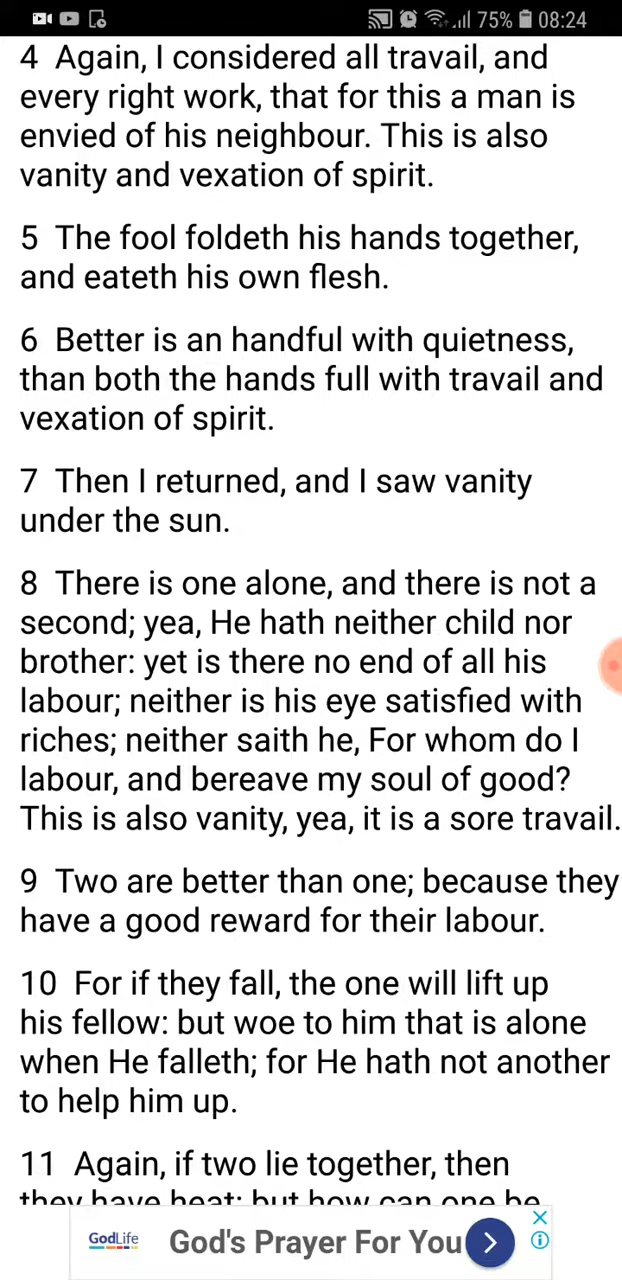 75% 08:24
4 Again, I considered all travail, and
every right work, that for this a man is
envied of his neighbour. This is also
vanity and vexation of spirit.
5 The fool foldeth his hands together,
and eateth his own flesh.
6 Better is an handful with quietness,
than both the hands full with travail and
vexation of spirit.
7 Then I returned, and I saw vanity
under the sun.
8 There is one alone, and there is not a
second; yea, He hath neither child nor
brother: yet is there no end of all his
labour; neither is his eye satisfied with
riches; neither saith he, For whom do I
labour, and bereave my soul of good?
This is also vanity, yea, it is a sore travail.
9 Two are better than one; because they
have a good reward for their labour.
10 For if they fall, the one will lift up
his fellow: but woe to him that is alone
when He falleth; for He hath not another
to help him up.
11 Again, if two lie together, then
they have heat: but how can one be
GodLife God's Prayer For You